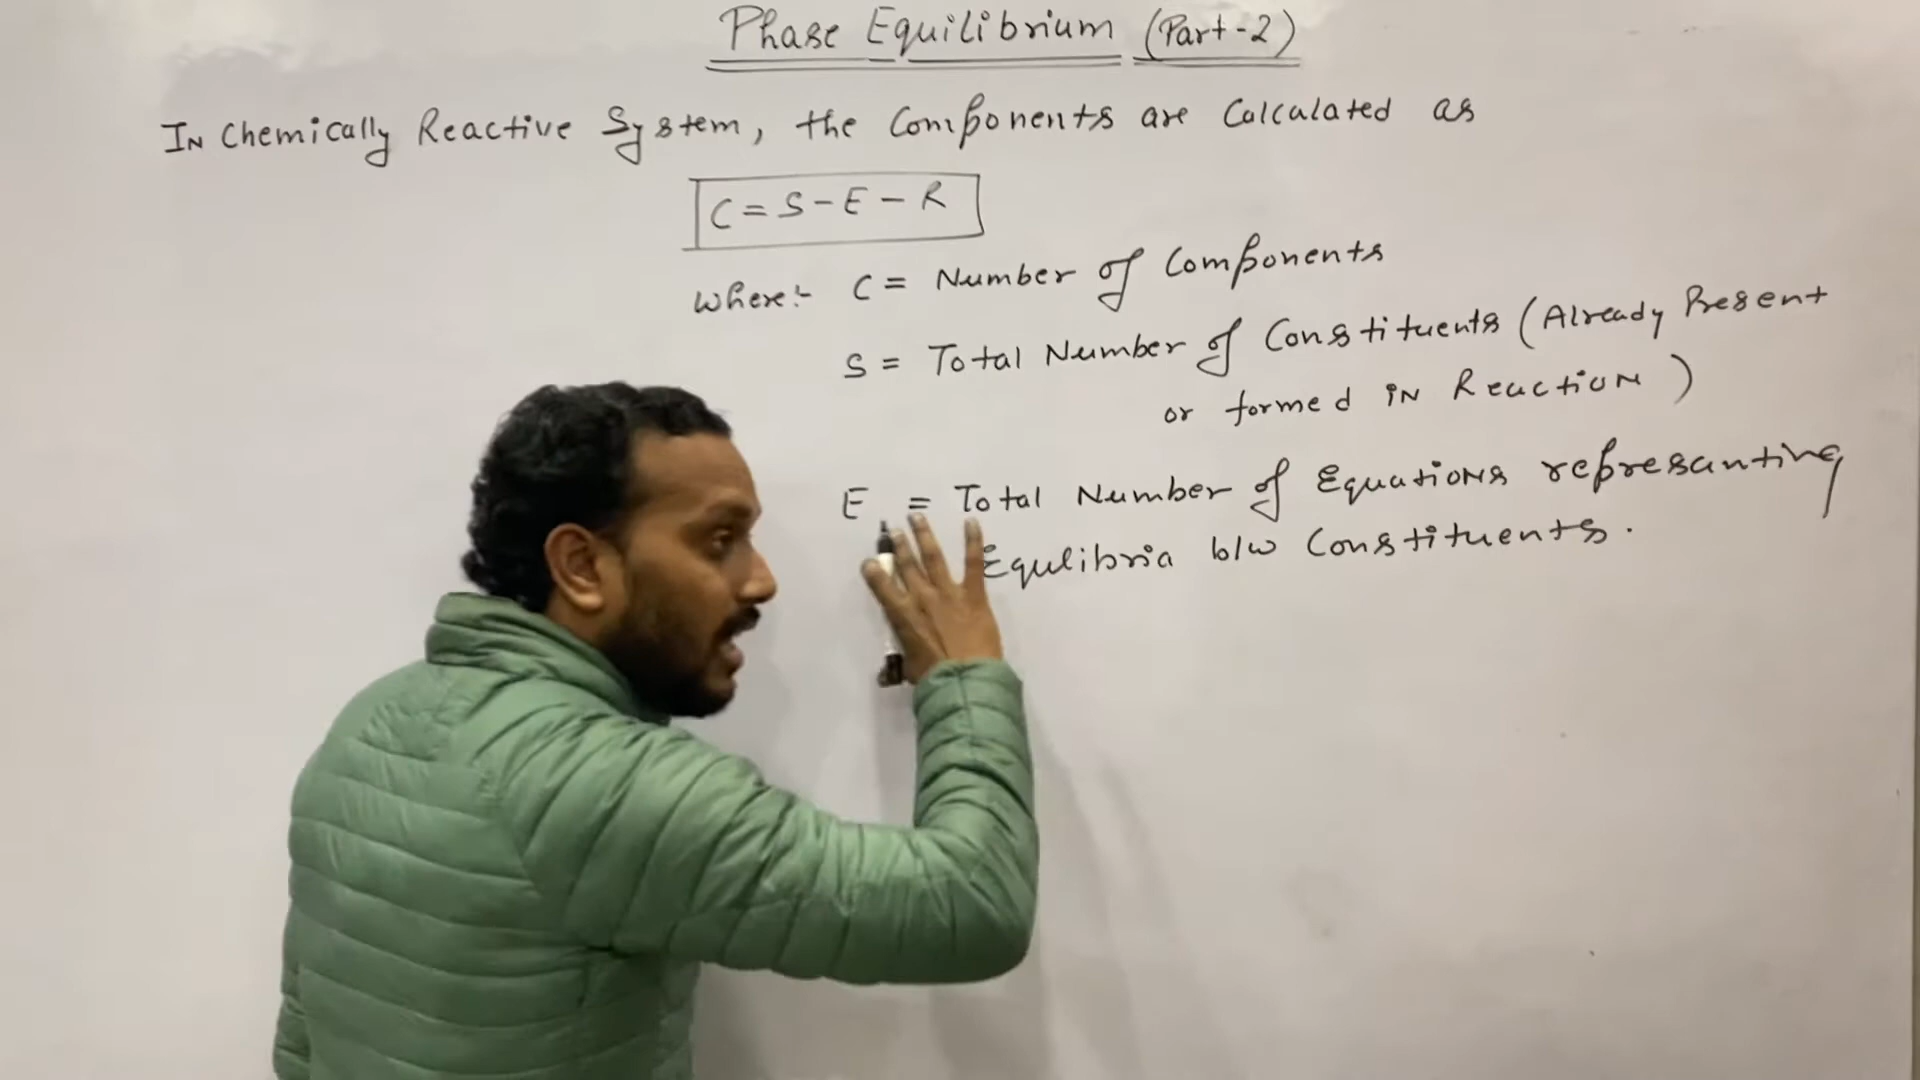 Phase Equilibrium (Part-2)
In Chemically Reactive System, the Components are Calculated as
C = S - E - R
Where:- C = Number of Components
S = Total Number of Constituents (Already Present
or formed in Reaction)
E = Total Number of Equations represanting
Equlibria b/w Constituents.